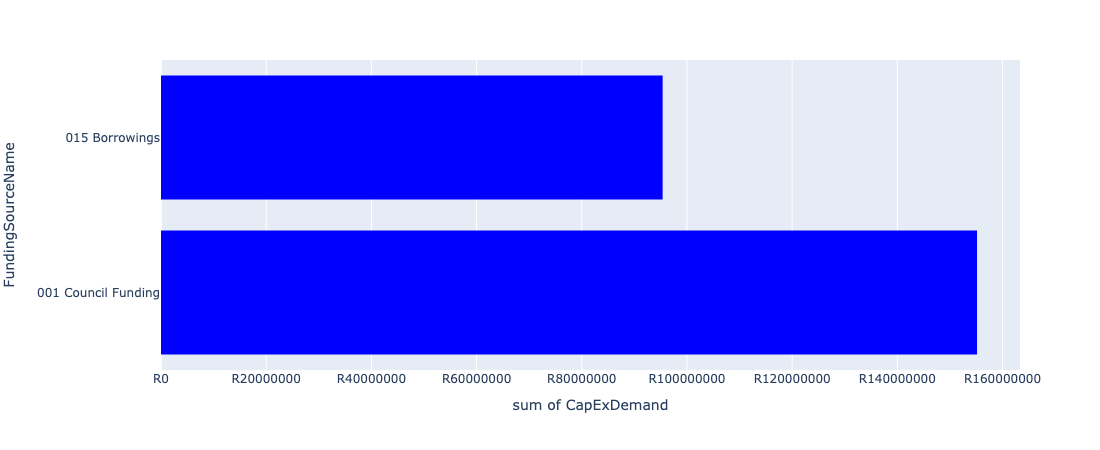 FundingSourceName
015 Borrowings
001 Council Funding
R0 R20000000 R40000000 R60000000 R80000000 R100000000 R120000000 R140000000 R160000000
sum of CapExDemand